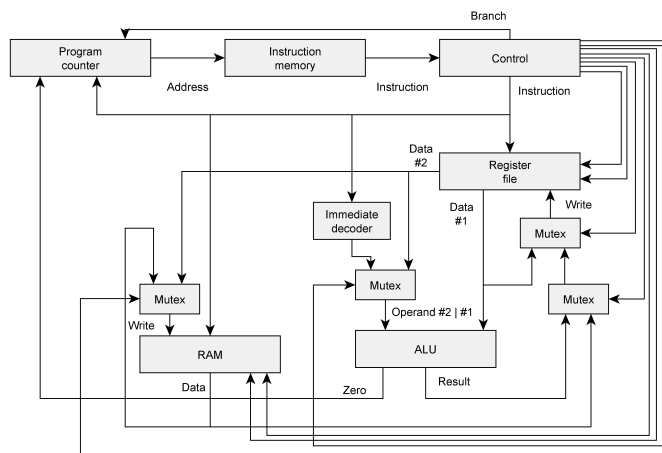 Branch
Program
counter
Instruction
memory
Control
Address
Instruction
Instruction
Data
#2
Register
file
Immediate
decoder
Data
#1
Write
Mutex
Mutex
Mutex
Mutex
Write
Operand #2 | #1
RAM
ALU
Data
Zero
Result